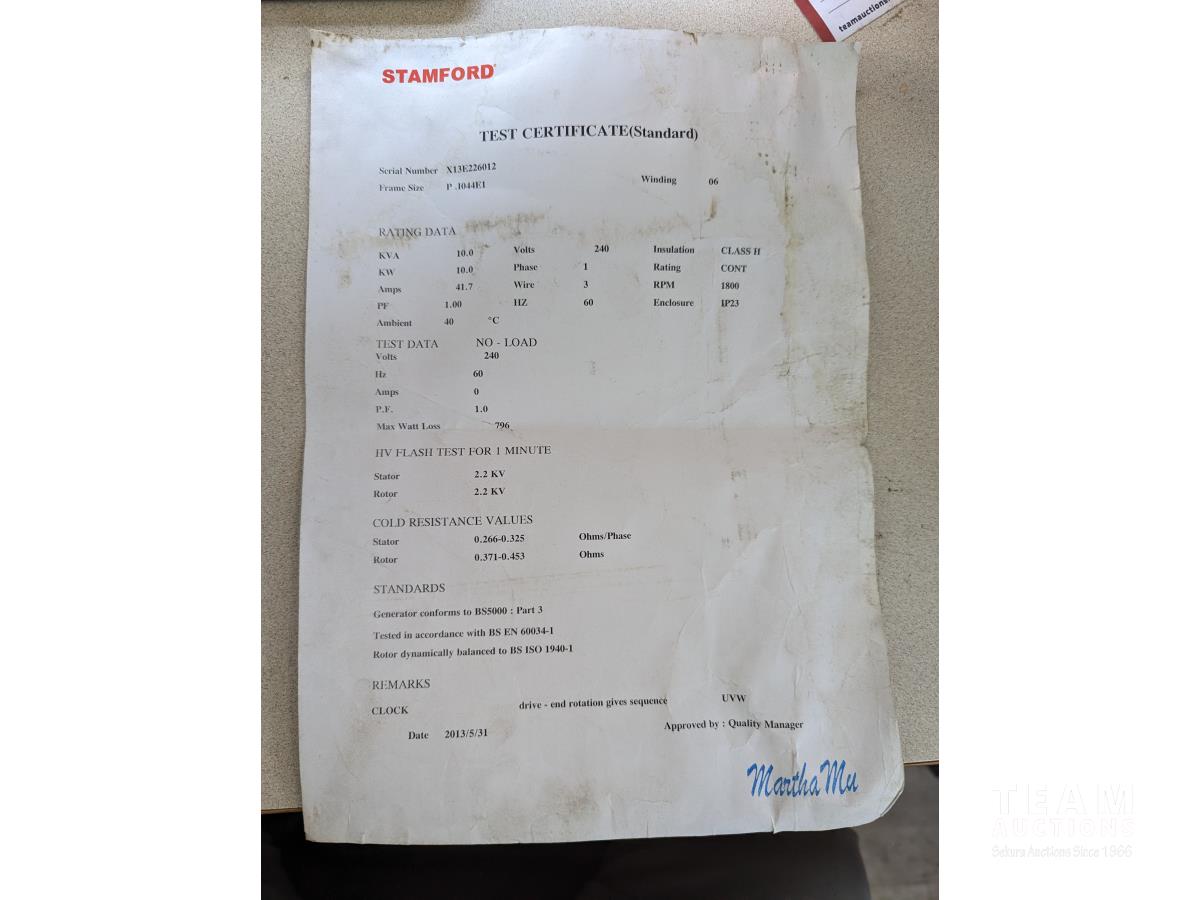 teamauctions.
STAMFORD
TEST CERTIFICATE(Standard)
Serial Number X13E226012
Frame Size P .I044E1 Winding 06
RATING DATA
KVA 10.0 Volts 240 Insulation CLASS H
KW 10.0 Phase 1 Rating CONT
Amps 41.7 Wire 3 RPM 1800
PF 1.00 HZ 60 Enclosure IP23
Ambient 40 °C
TEST DATA NO - LOAD
Volts 240
Hz 60
Amps 0
P.F. 1.0
Max Watt Loss 796
HV FLASH TEST FOR 1 MINUTE
Stator 2.2 KV
Rotor 2.2 KV
COLD RESISTANCE VALUES
Stator 0.266-0.325 Ohms/Phase
Rotor 0.371-0.453 Ohms
STANDARDS
Generator conforms to BS5000 : Part 3
Tested in accordance with BS EN 60034-1
Rotor dynamically balanced to BS ISO 1940-1
REMARKS
CLOCK drive - end rotation gives sequence UVW
Date 2013/5/31 Approved by : Quality Manager
Martha Mu
TEAM
AUCTIONS
Sekura Auctions Since 1966